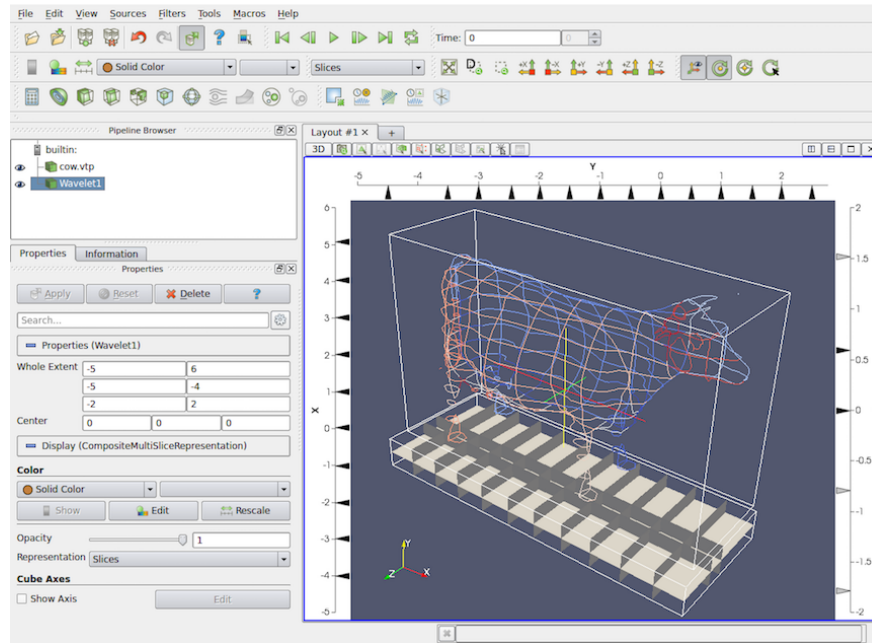 File Edit View Sources Filters Tools Macros Help
Time: 0 0
Solid Color Slices +X -X +Y -Y +Z -Z
Pipeline Browser
builtin:
cow.vtp
Wavelet1
Properties Information
Properties
Apply Reset Delete ?
Search...
Properties (Wavelet1)
Whole Extent -5 6
-5 -4
-2 2
Center 0 0 0
Display (CompositeMultiSliceRepresentation)
Color
Solid Color
Show Edit Rescale
Opacity 1
Representation Slices
Cube Axes
Show Axis Edit
Layout #1 × +
3D
Y
-5 -4 -3 -2 -1 0 1 2
6
5
4
3
2
1
X
0
-1
-2
-3
-4
-5
2
1.5
1
0.5
0
-0.5
-1
-1.5
-2
Y
Z X